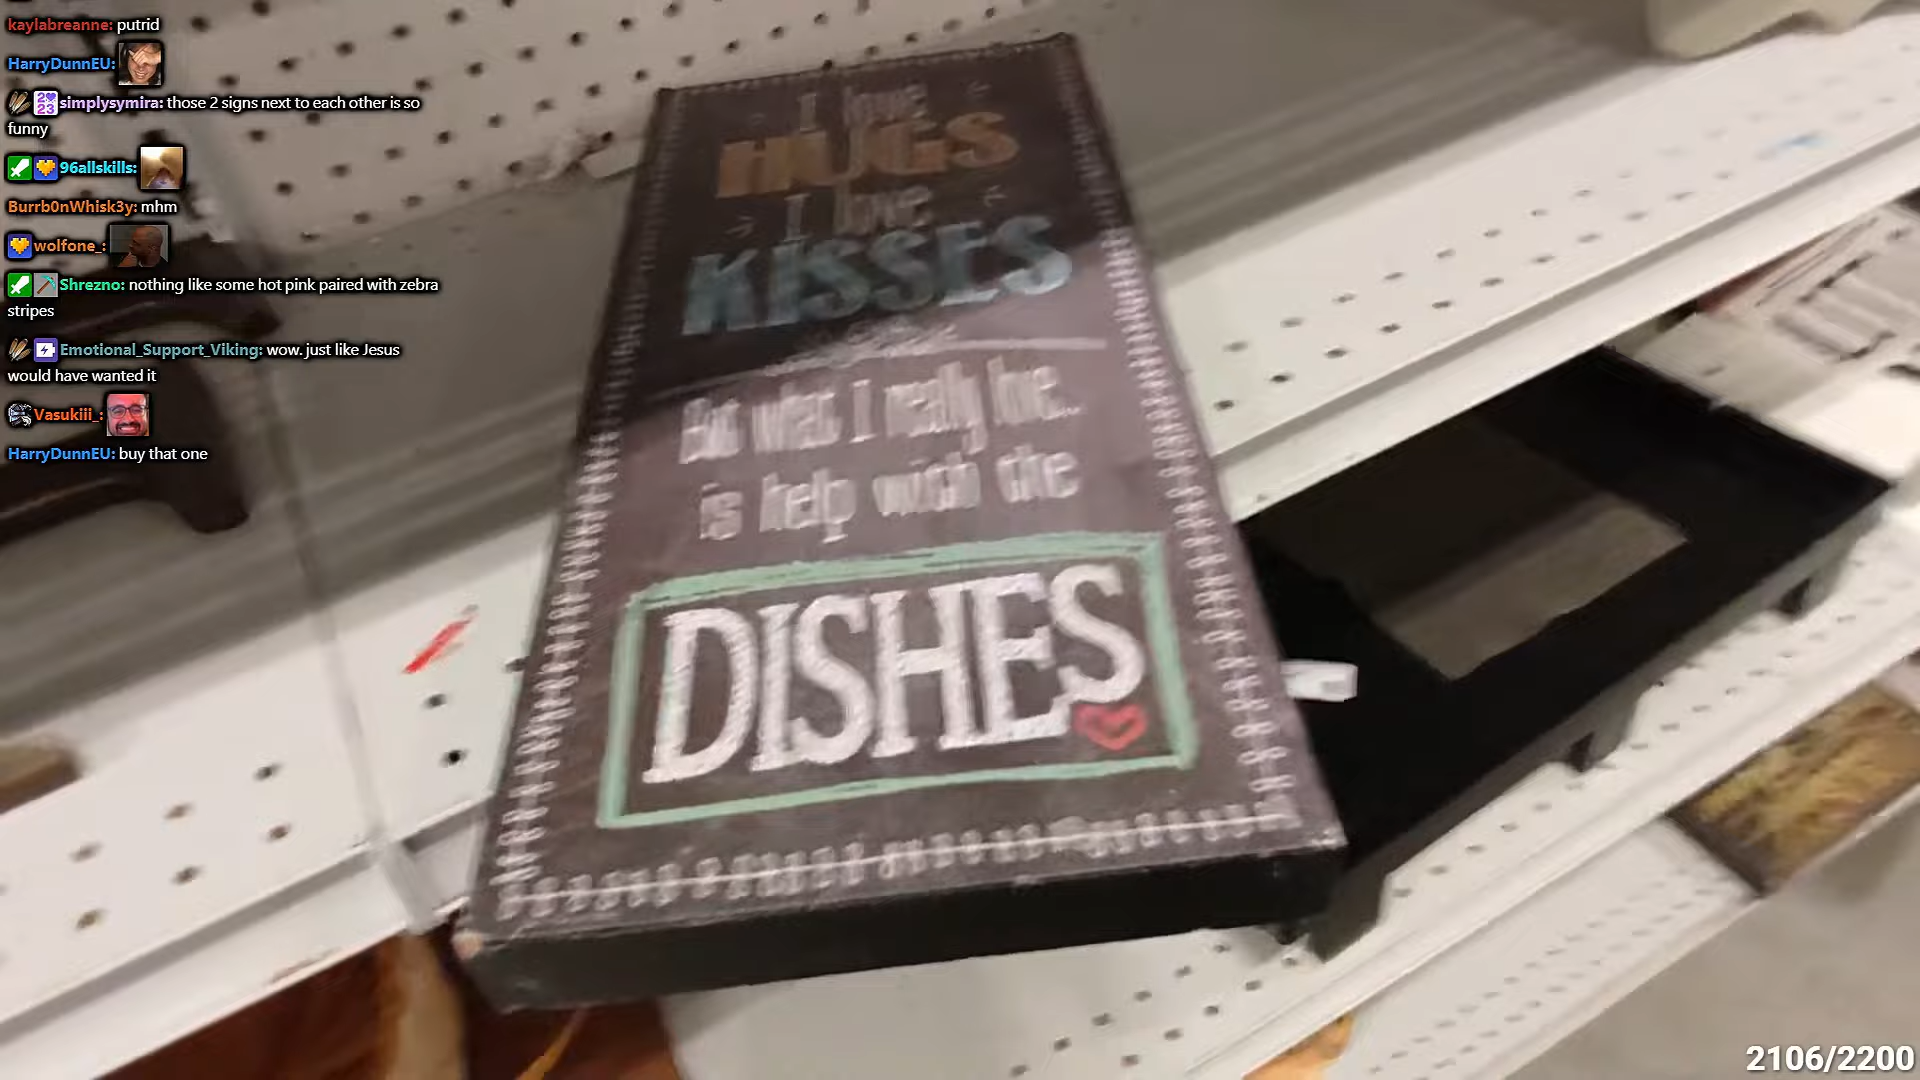 kaylabreanne: putrid
HarryDunnEU:
simplysymira: those 2 signs next to each other is so
funny
96allskills:
Burrb0nWhisk3y: mhm
wolfone_:
Shrezno: nothing like some hot pink paired with zebra
stripes
Emotional_Support_Viking: wow. just like Jesus
would have wanted it
Vasukiii_:
HarryDunnEU: buy that one
I love
HUGS
I love
KISSES
But what I really love...
is help with the
DISHES
2106/2200